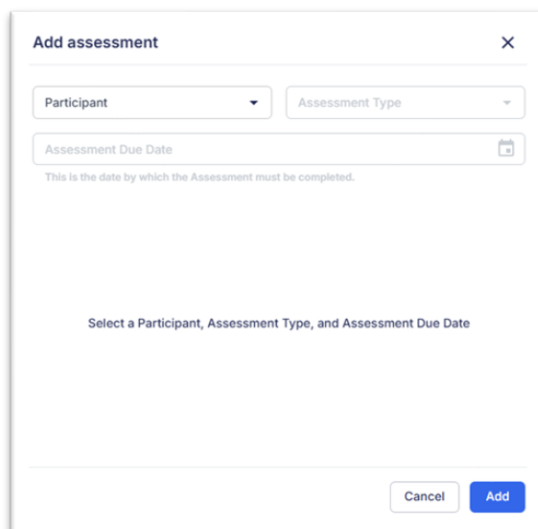 Add assessment
Participant
Assessment Type
Assessment Due Date
This is the date by which the Assessment must be completed.
Select a Participant, Assessment Type, and Assessment Due Date
Cancel
Add